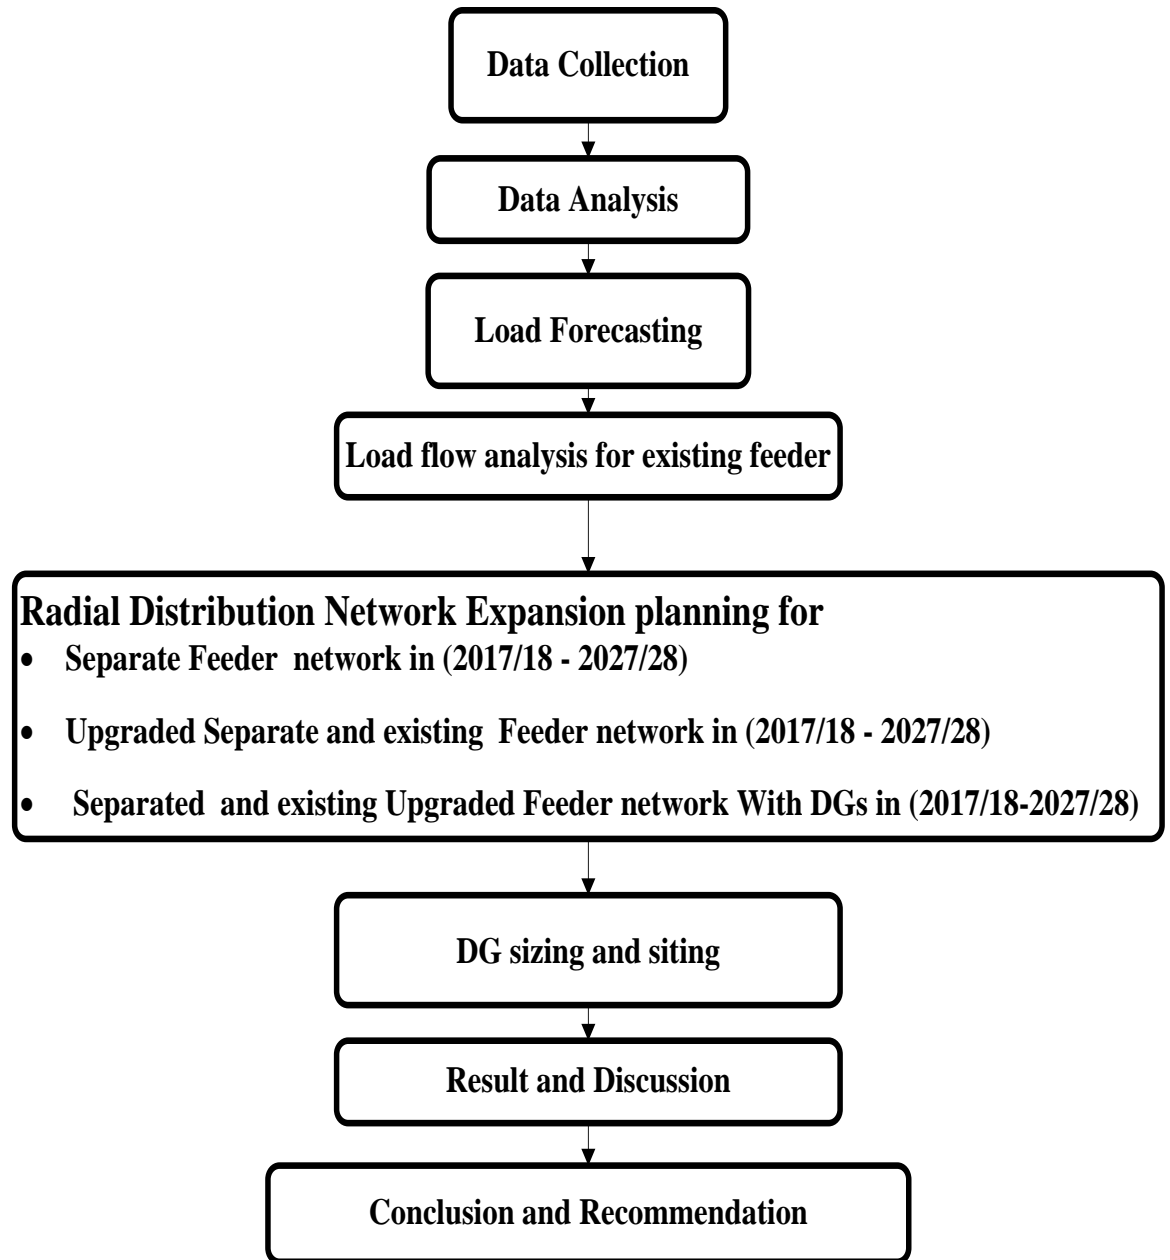 Data Collection
Data Analysis
Load Forecasting
Load flow analysis for existing feeder
Radial Distribution Network Expansion planning for
• Separate Feeder network in (2017/18 - 2027/28)
• Upgraded Separate and existing Feeder network in (2017/18 - 2027/28)
• Separated and existing Upgraded Feeder network With DGs in (2017/18-2027/28)
DG sizing and siting
Result and Discussion
Conclusion and Recommendation